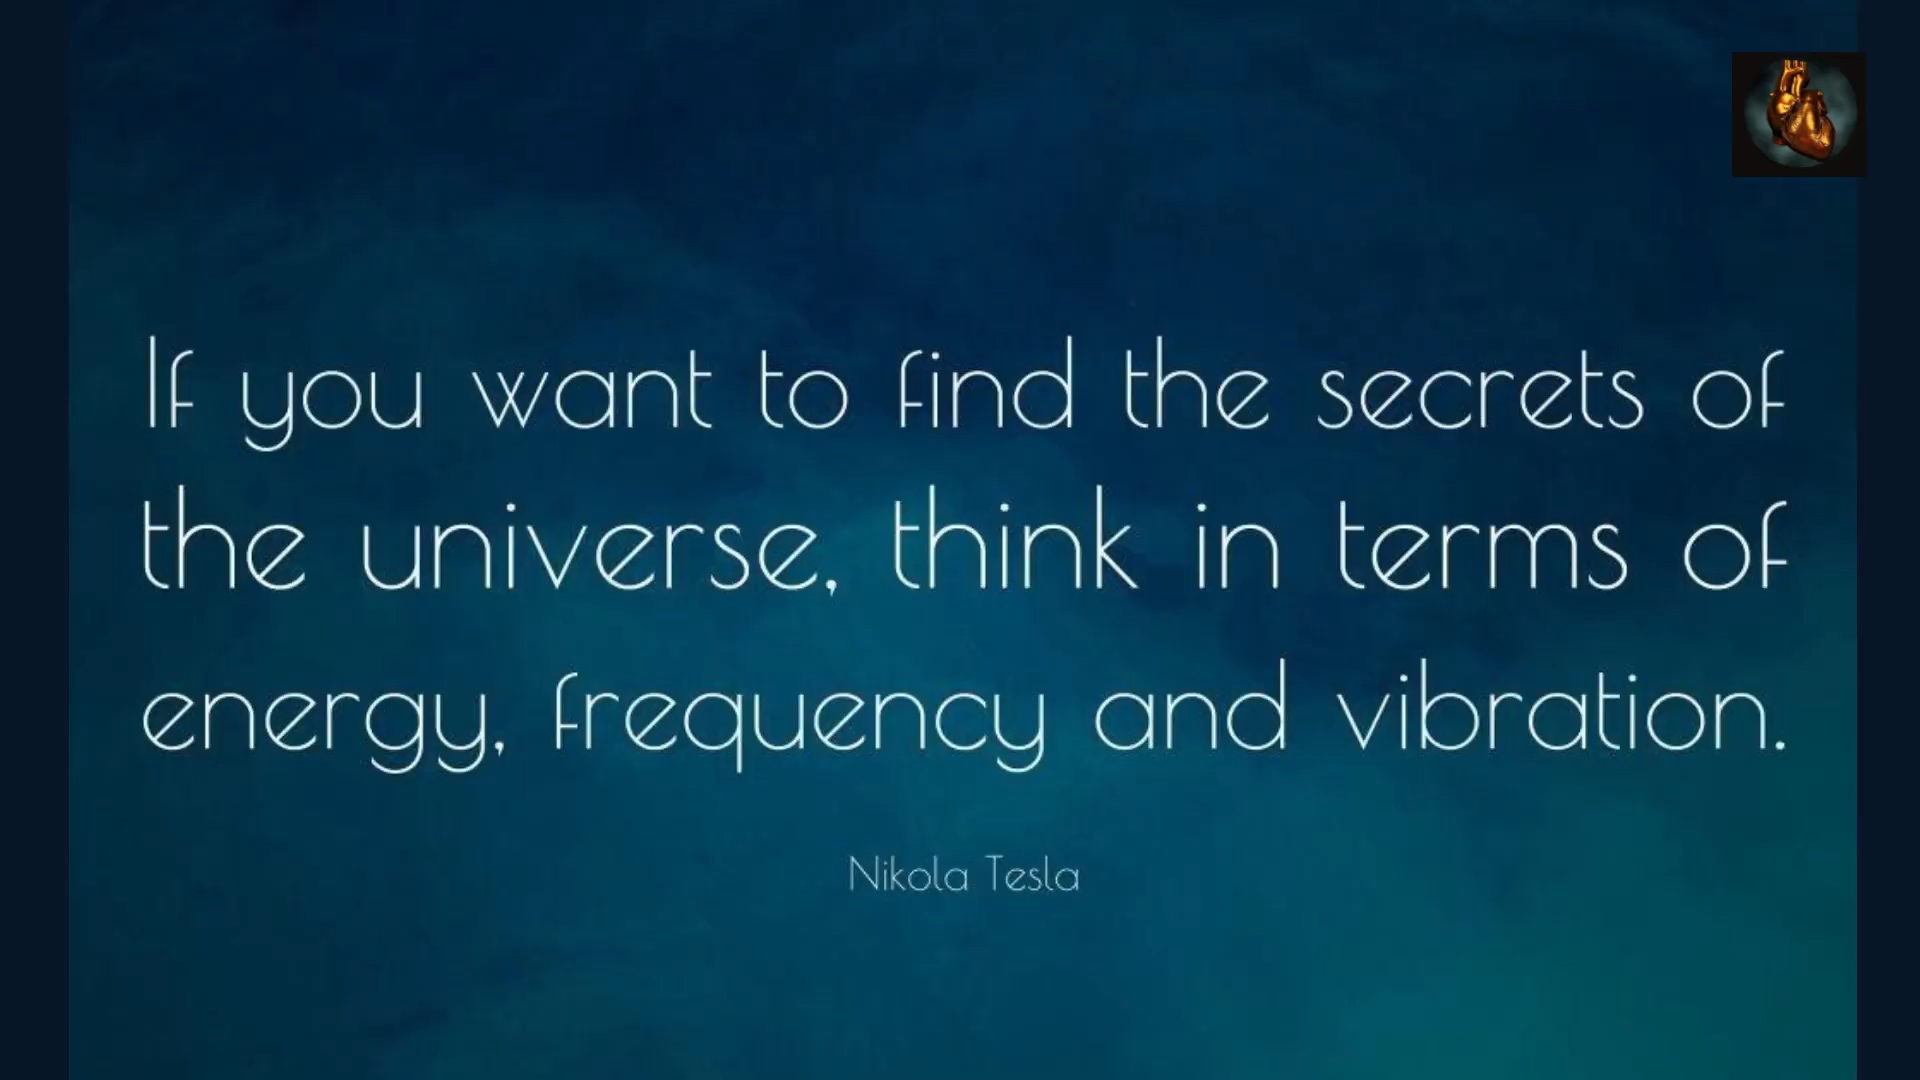 If you want to find the secrets of
the universe, think in terms of
energy, frequency and vibration.
Nikola Tesla